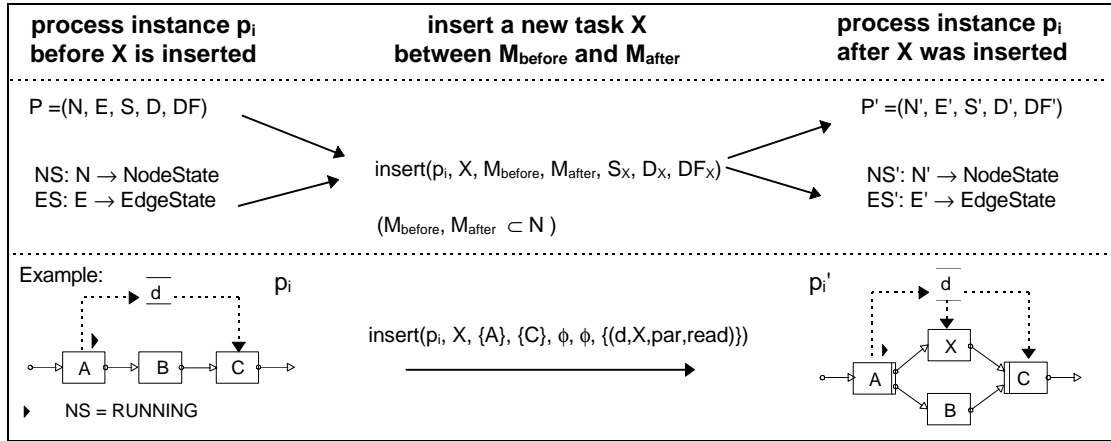 process instance pi
before X is inserted
insert a new task X
between Mbefore and Mafter
process instance pi
after X was inserted
P =(N, E, S, D, DF)
NS: N → NodeState
ES: E → EdgeState
insert(pi, X, Mbefore, Mafter, SX, DX, DFX)
(Mbefore, Mafter ⊂ N )
P' =(N', E', S', D', DF')
NS': N' → NodeState
ES': E' → EdgeState
Example:
d
pi
A
B
C
NS = RUNNING
insert(pi, X, {A}, {C}, ϕ, ϕ, {(d,X,par,read)})
pi'
d
X
A
C
B